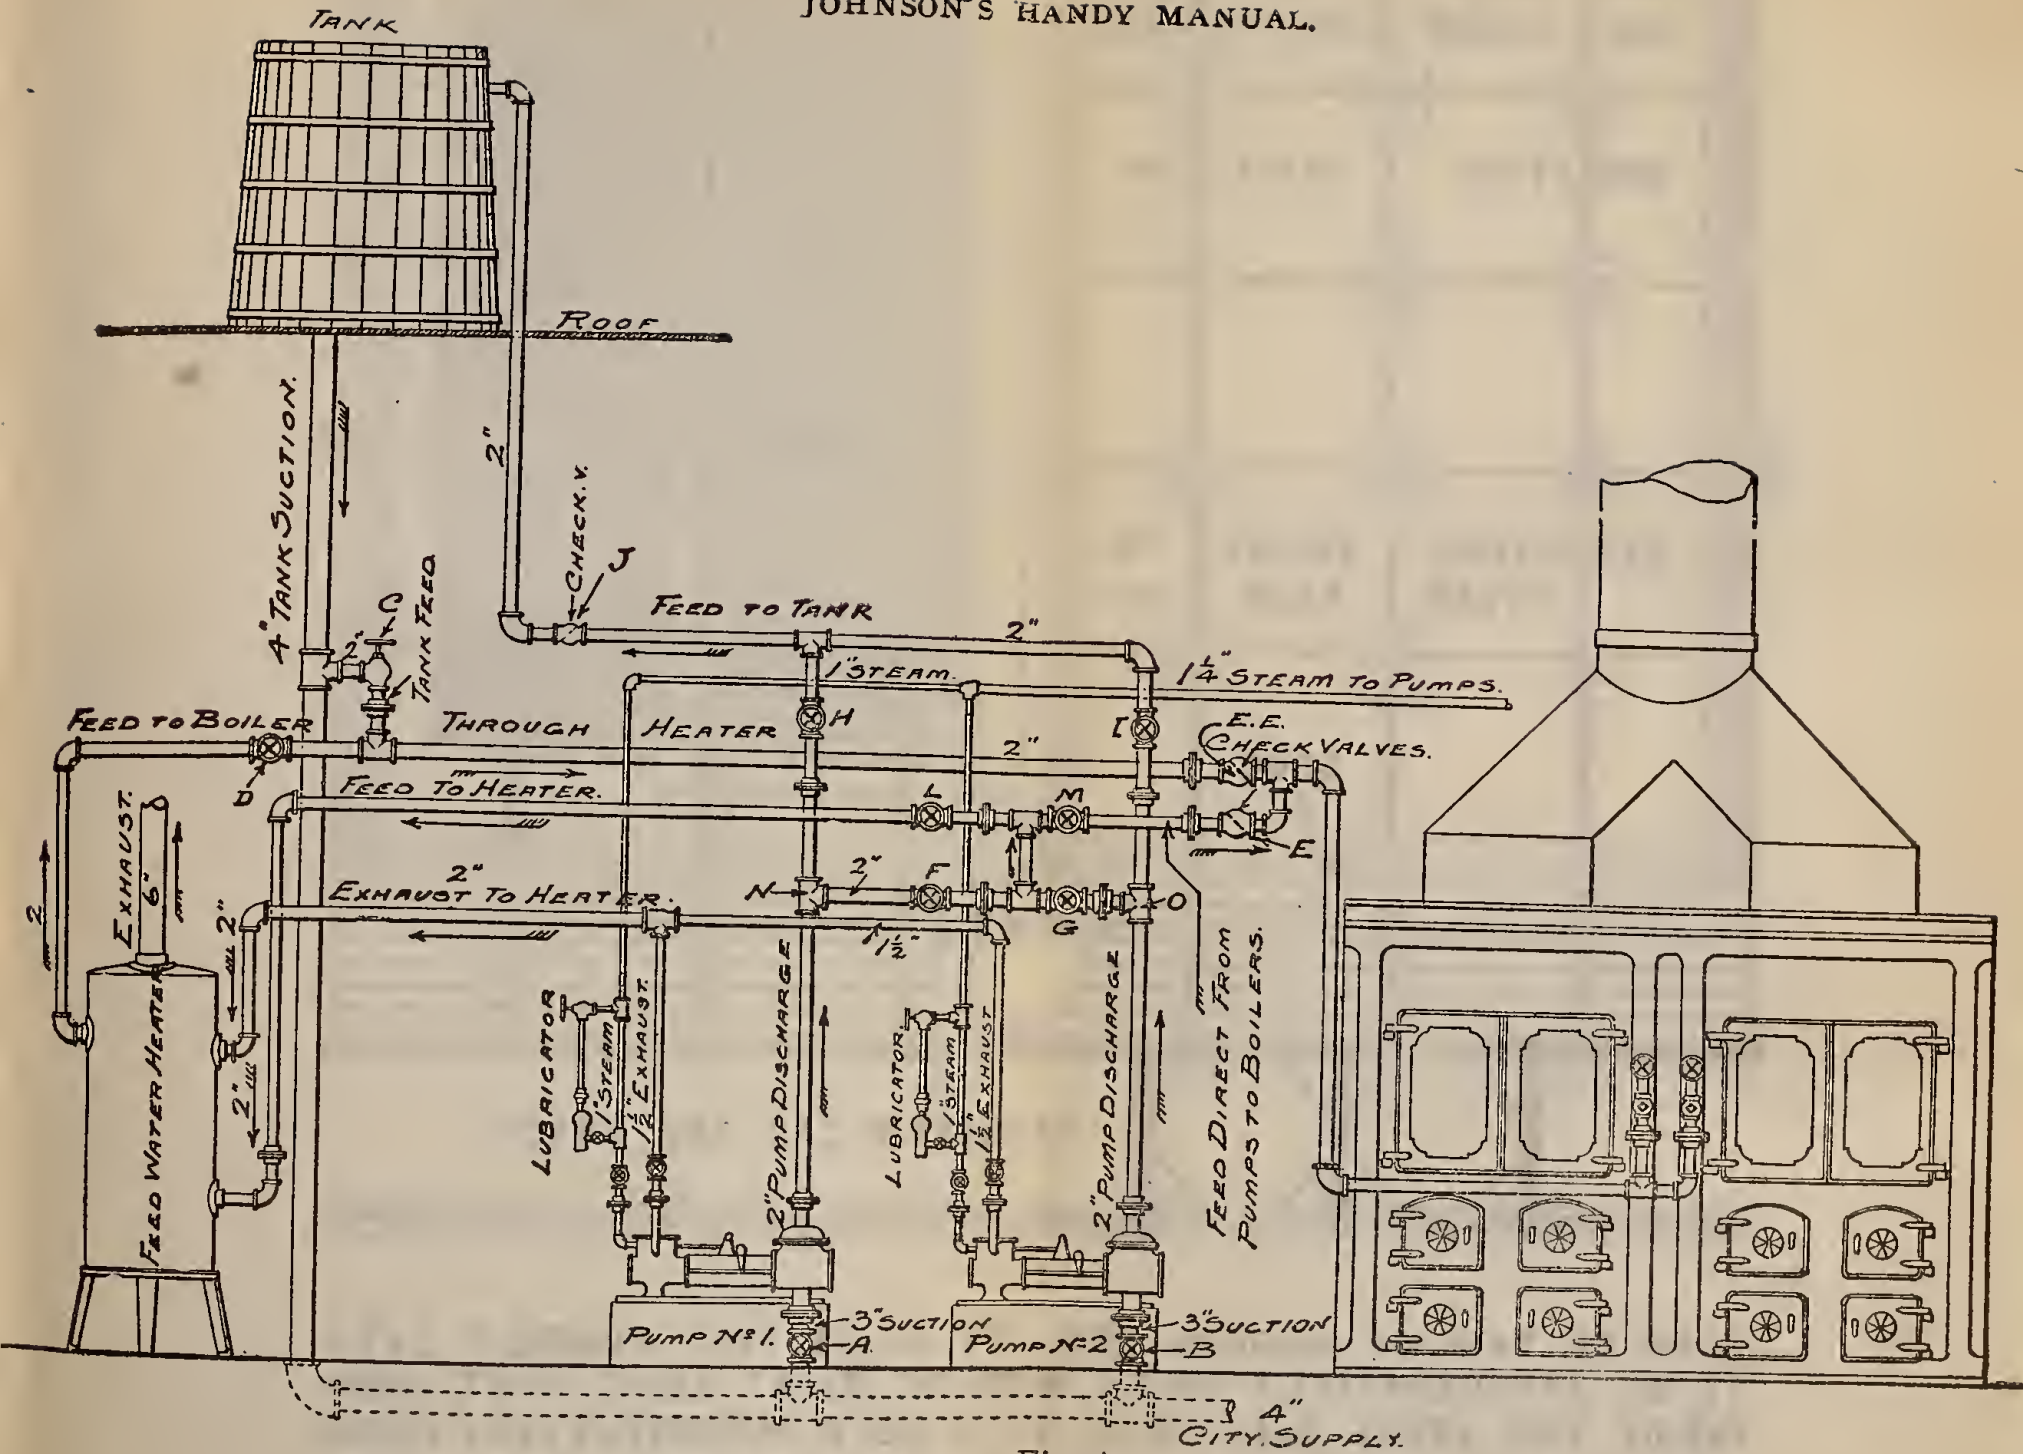 JOHNSON'S HANDY MANUAL.
TANK
ROOF
4" TANK SUCTION.
2"
CHECK.V.
J
FEED TO TANK
2"
C
2"
TANK FEED
1" STEAM.
1¼" STEAM TO PUMPS.
FEED TO BOILER THROUGH HEATER
H
I
E.E.
CHECK VALVES.
2"
D
FEED TO HEATER.
L
M
E
EXHAUST.
6"
2
2"
2"
EXHAUST TO HEATER.
N
2"
F
G
O
1½"
2"
FEED WATER HEATER
LUBRICATOR
1" STEAM
1½" EXHAUST.
2" PUMP DISCHARGE
LUBRICATOR.
1" STEAM
1½" EXHAUST
2" PUMP DISCHARGE
FEED DIRECT FROM
PUMPS TO BOILERS.
PUMP Nº 1.
3" SUCTION
A.
PUMP Nº 2
3" SUCTION
B
4"
CITY. SUPPLY.